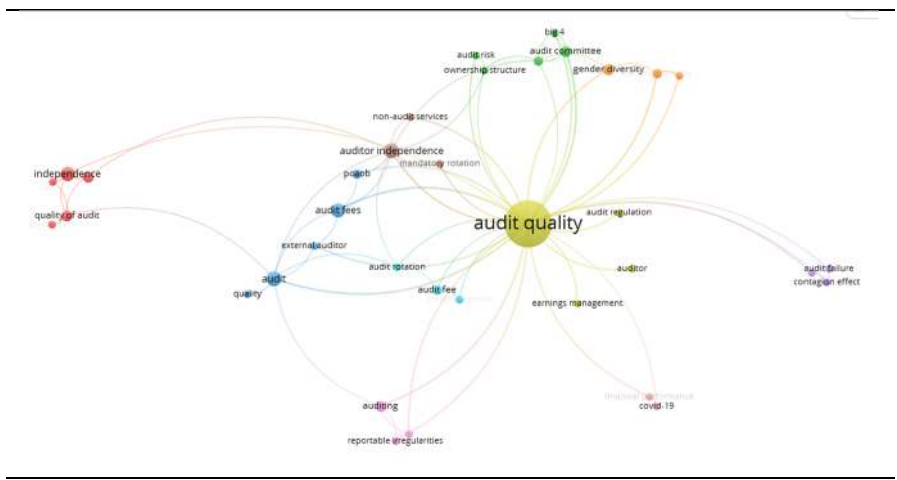 big 4
audit risk
audit committee
ownership structure
gender diversity
non-audit services
auditor independence
mandatory rotation
pcaob
independence
audit fees
quality of audit
audit quality
audit regulation
external auditor
audit
audit rotation
auditor
audit failure
contagion effect
quality
audit fee
earnings management
financial performance
covid-19
auditing
reportable irregularities